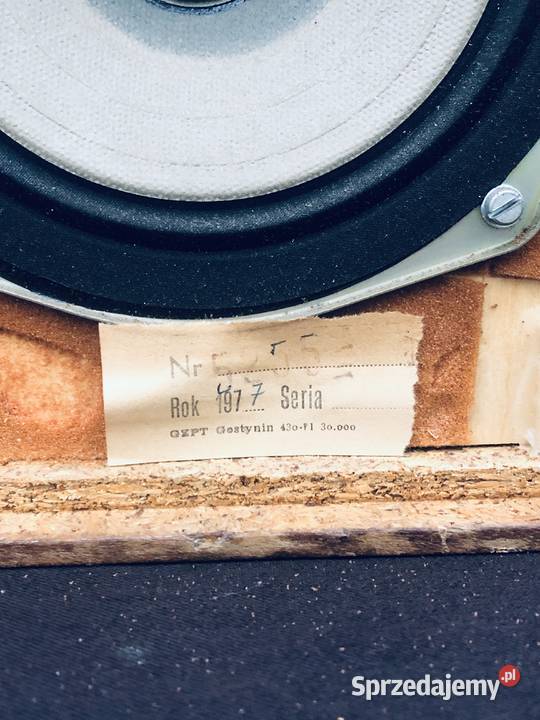 Nr
Rok 1977 Seria
GZPT Gostynin 430-71 30.000
Sprzedajemy.pl